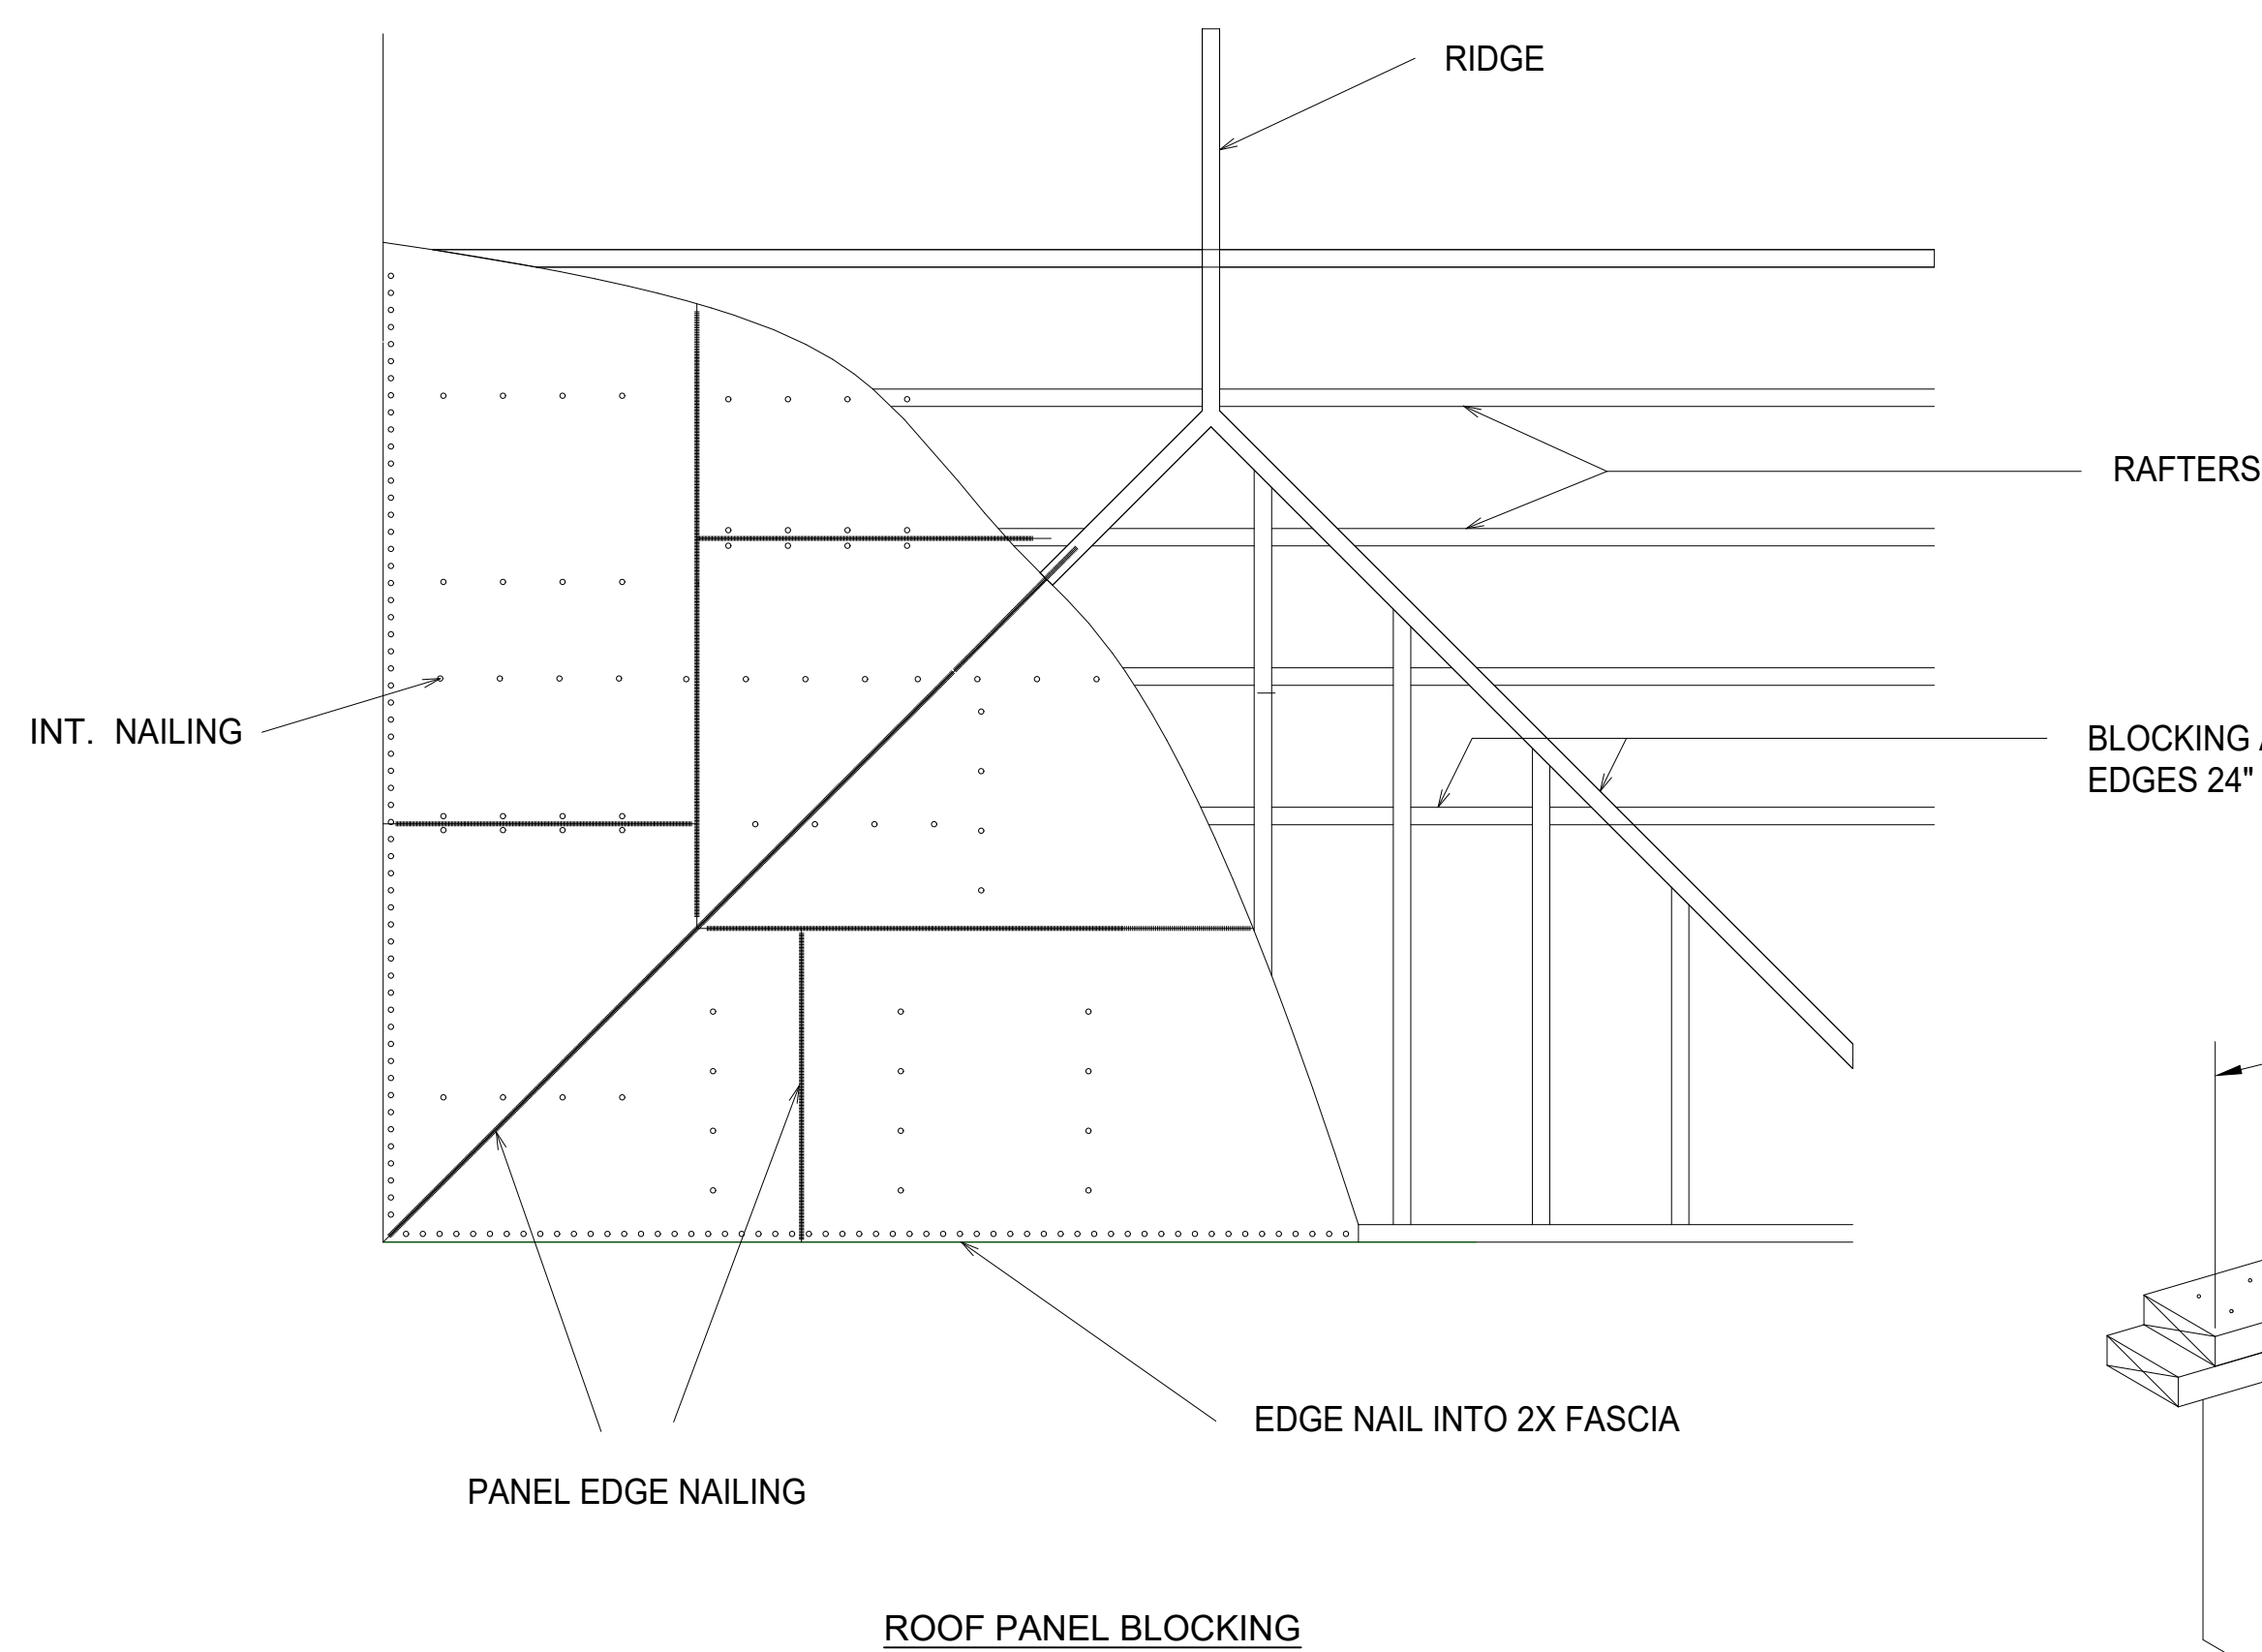 RIDGE
RAFTERS
INT. NAILING
BLOCKING
EDGES 24"
EDGE NAIL INTO 2X FASCIA
PANEL EDGE NAILING
ROOF PANEL BLOCKING